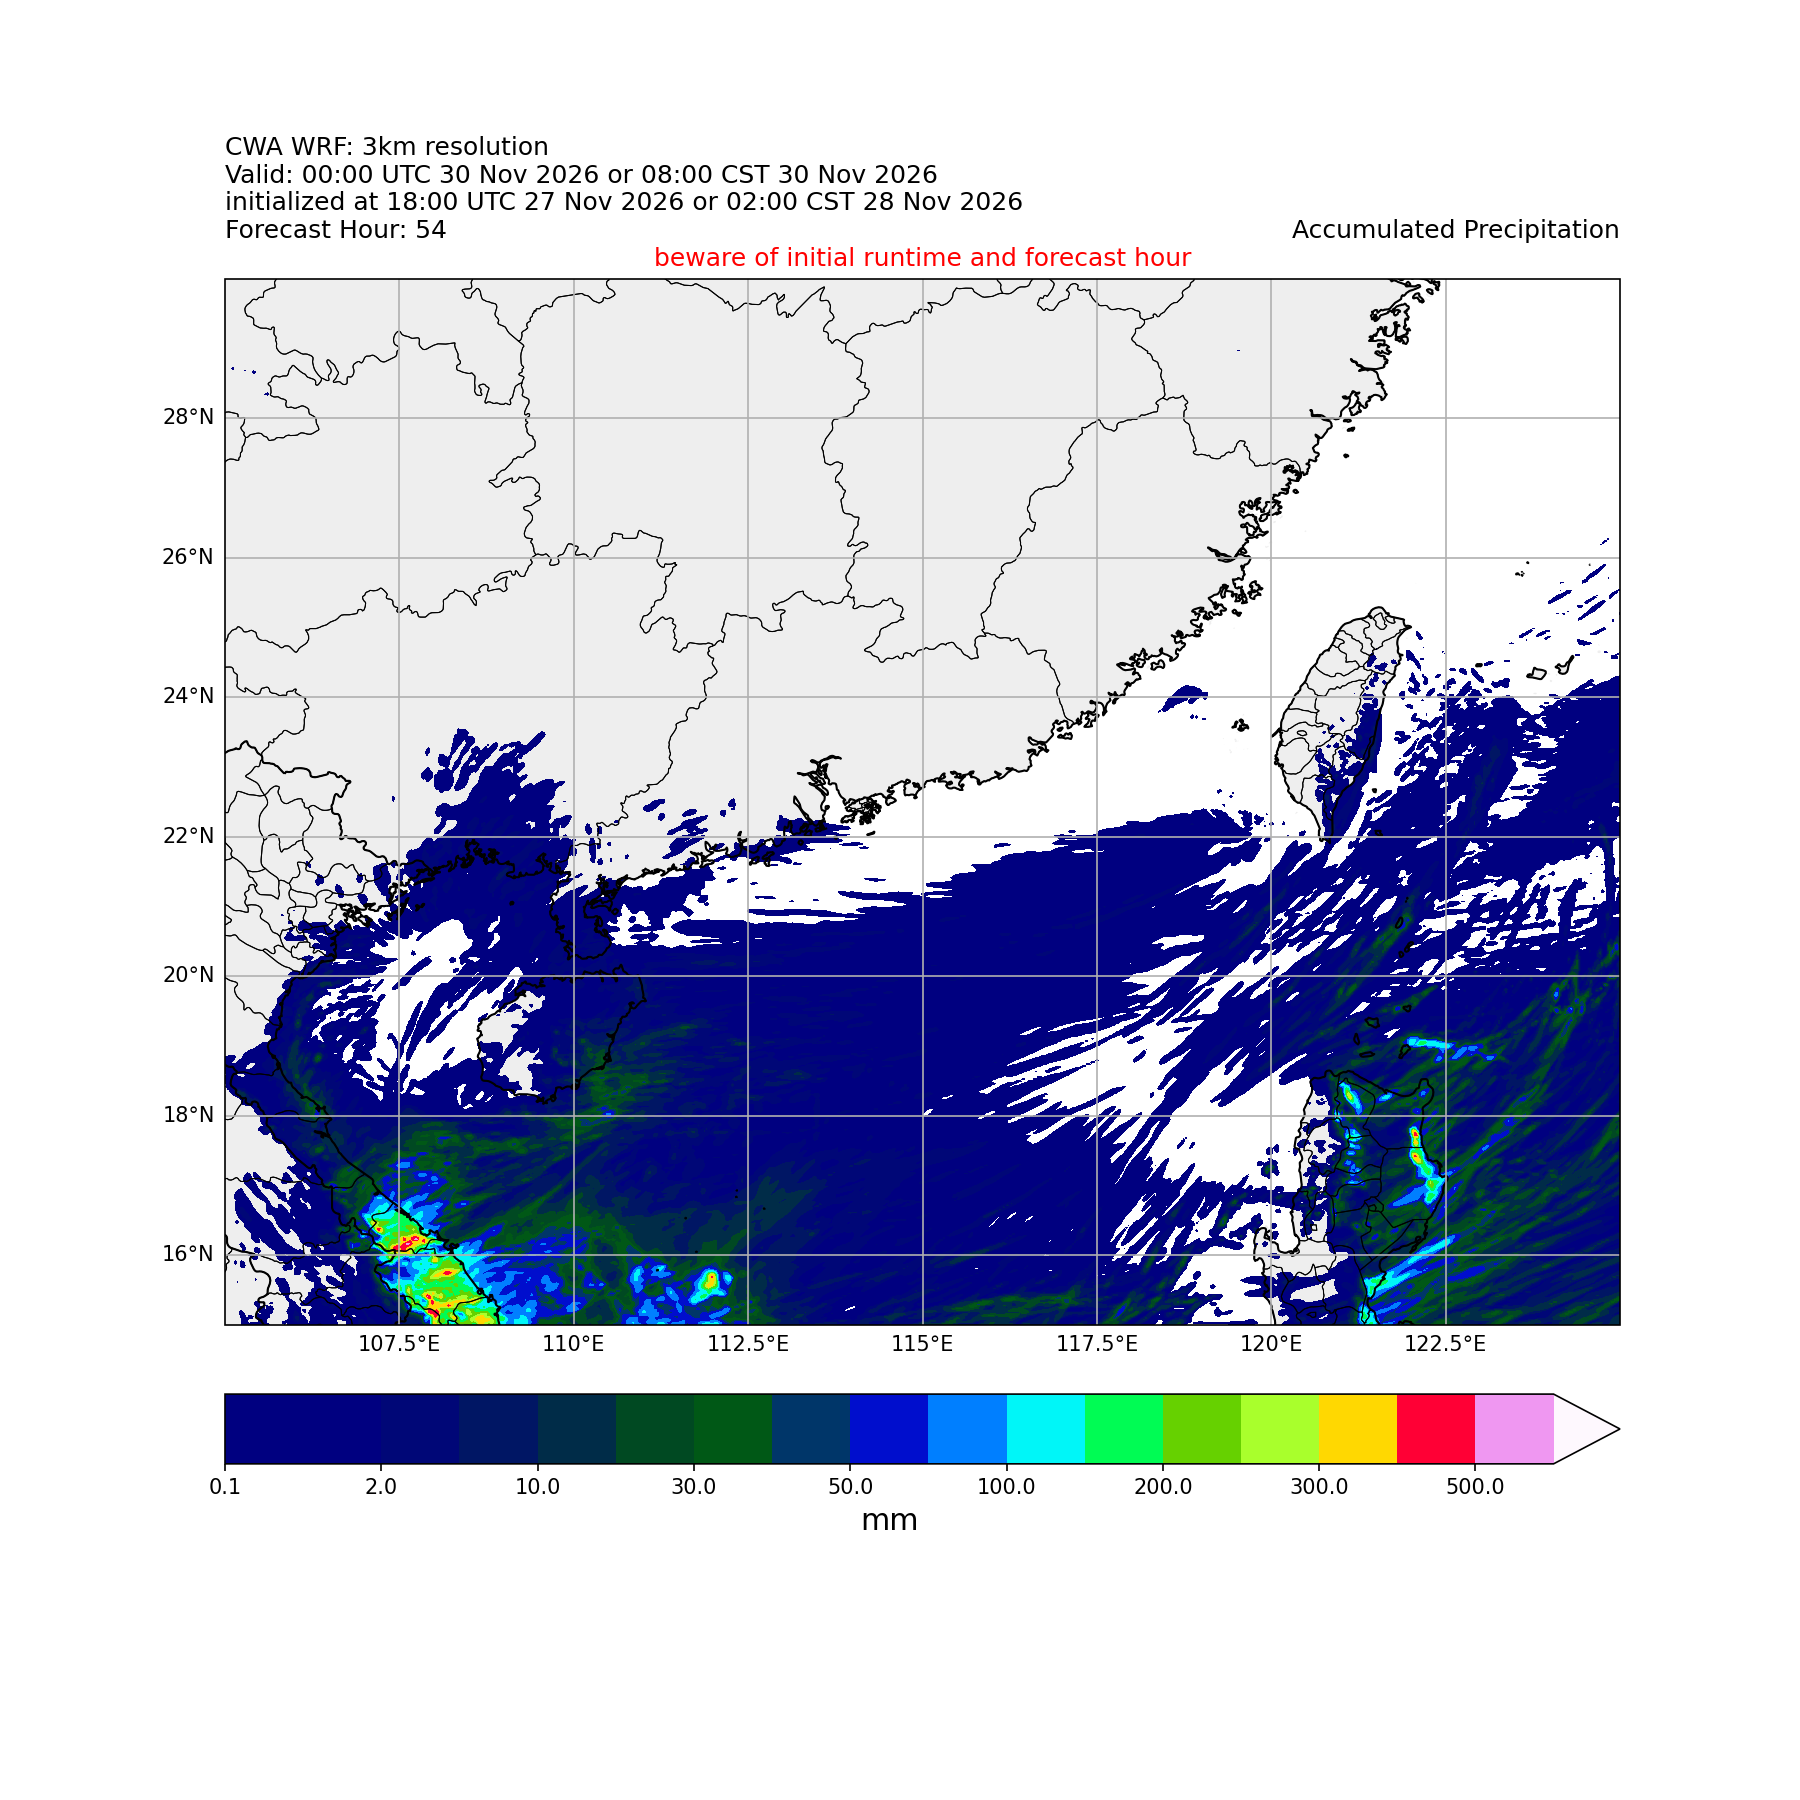 CWA WRF: 3km resolution
Valid: 00:00 UTC 30 Nov 2026 or 08:00 CST 30 Nov 2026
initialized at 18:00 UTC 27 Nov 2026 or 02:00 CST 28 Nov 2026
Forecast Hour: 54
Accumulated Precipitation
beware of initial runtime and forecast hour
28°N
26°N
24°N
22°N
20°N
18°N
16°N
107.5°E 110°E 112.5°E 115°E 117.5°E 120°E 122.5°E
0.1 2.0 10.0 30.0 50.0 100.0 200.0 300.0 500.0
mm